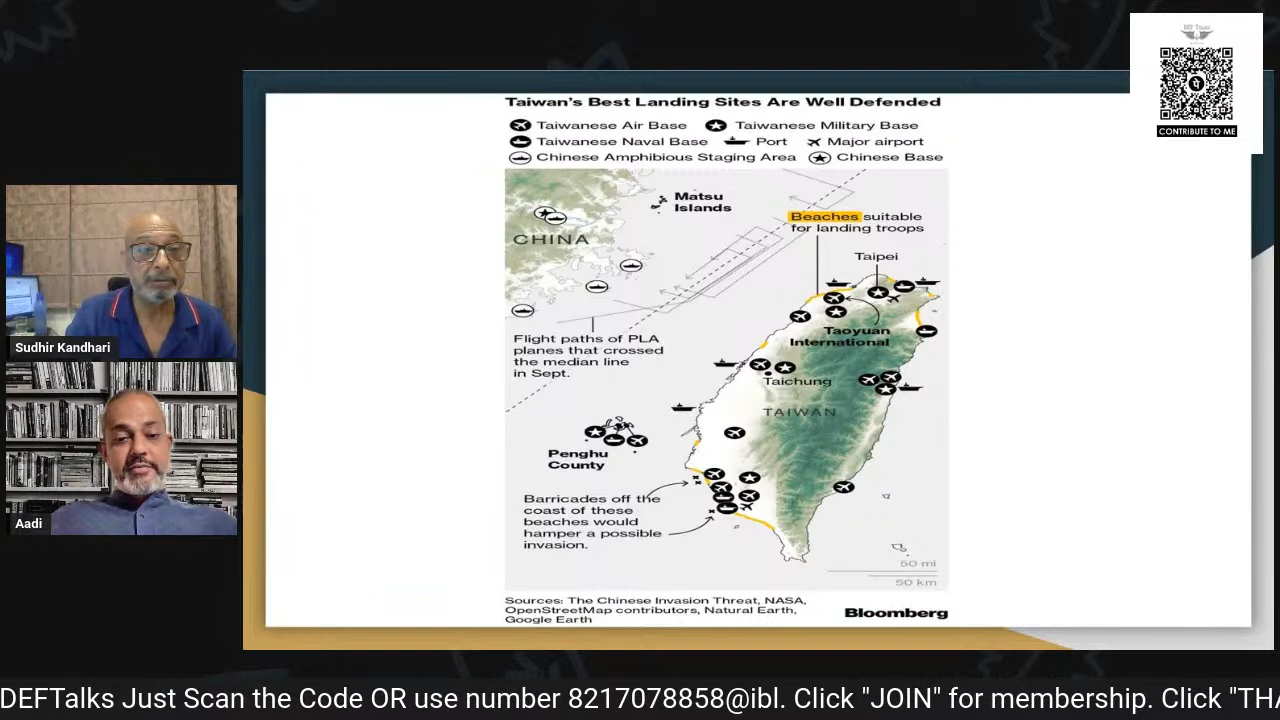 DEF Talks
CONTRIBUTE TO ME
Taiwan's Best Landing Sites Are Well Defended
Taiwanese Air Base
Taiwanese Military Base
Taiwanese Naval Base
Port
Major airport
Chinese Amphibious Staging Area
Chinese Base
Matsu
Islands
CHINA
Beaches suitable
for landing troops
Taipei
Flight paths of PLA
planes that crossed
the median line
in Sept.
Taoyuan
International
Taichung
TAIWAN
Penghu
County
Barricades off the
coast of these
beaches would
hamper a possible
invasion.
50 mi
50 km
Sources: The Chinese Invasion Threat, NASA,
OpenStreetMap contributors, Natural Earth,
Google Earth
Bloomberg
Sudhir Kandhari
Aadi
DEFTalks Just Scan the Code OR use number 8217078858@ibl. Click "JOIN" for membership. Click "THA